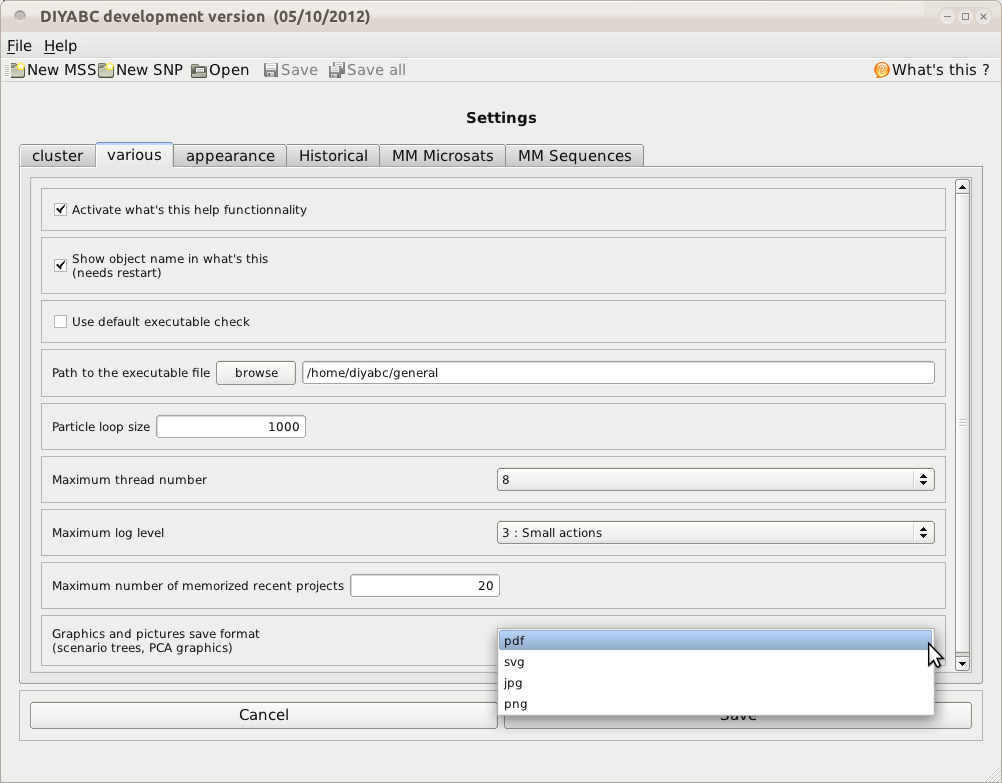 DIYABC development version (05/10/2012)
File Help
New MSS New SNP Open Save Save all What's this ?
Settings
cluster various appearance Historical MM Microsats MM Sequences
Activate what's this help functionnality
Show object name in what's this
(needs restart)
Use default executable check
Path to the executable file browse /home/diyabc/general
Particle loop size 1000
Maximum thread number 8
Maximum log level 3 : Small actions
Maximum number of memorized recent projects 20
Graphics and pictures save format
(scenario trees, PCA graphics)
pdf
svg
jpg
png
Cancel Save